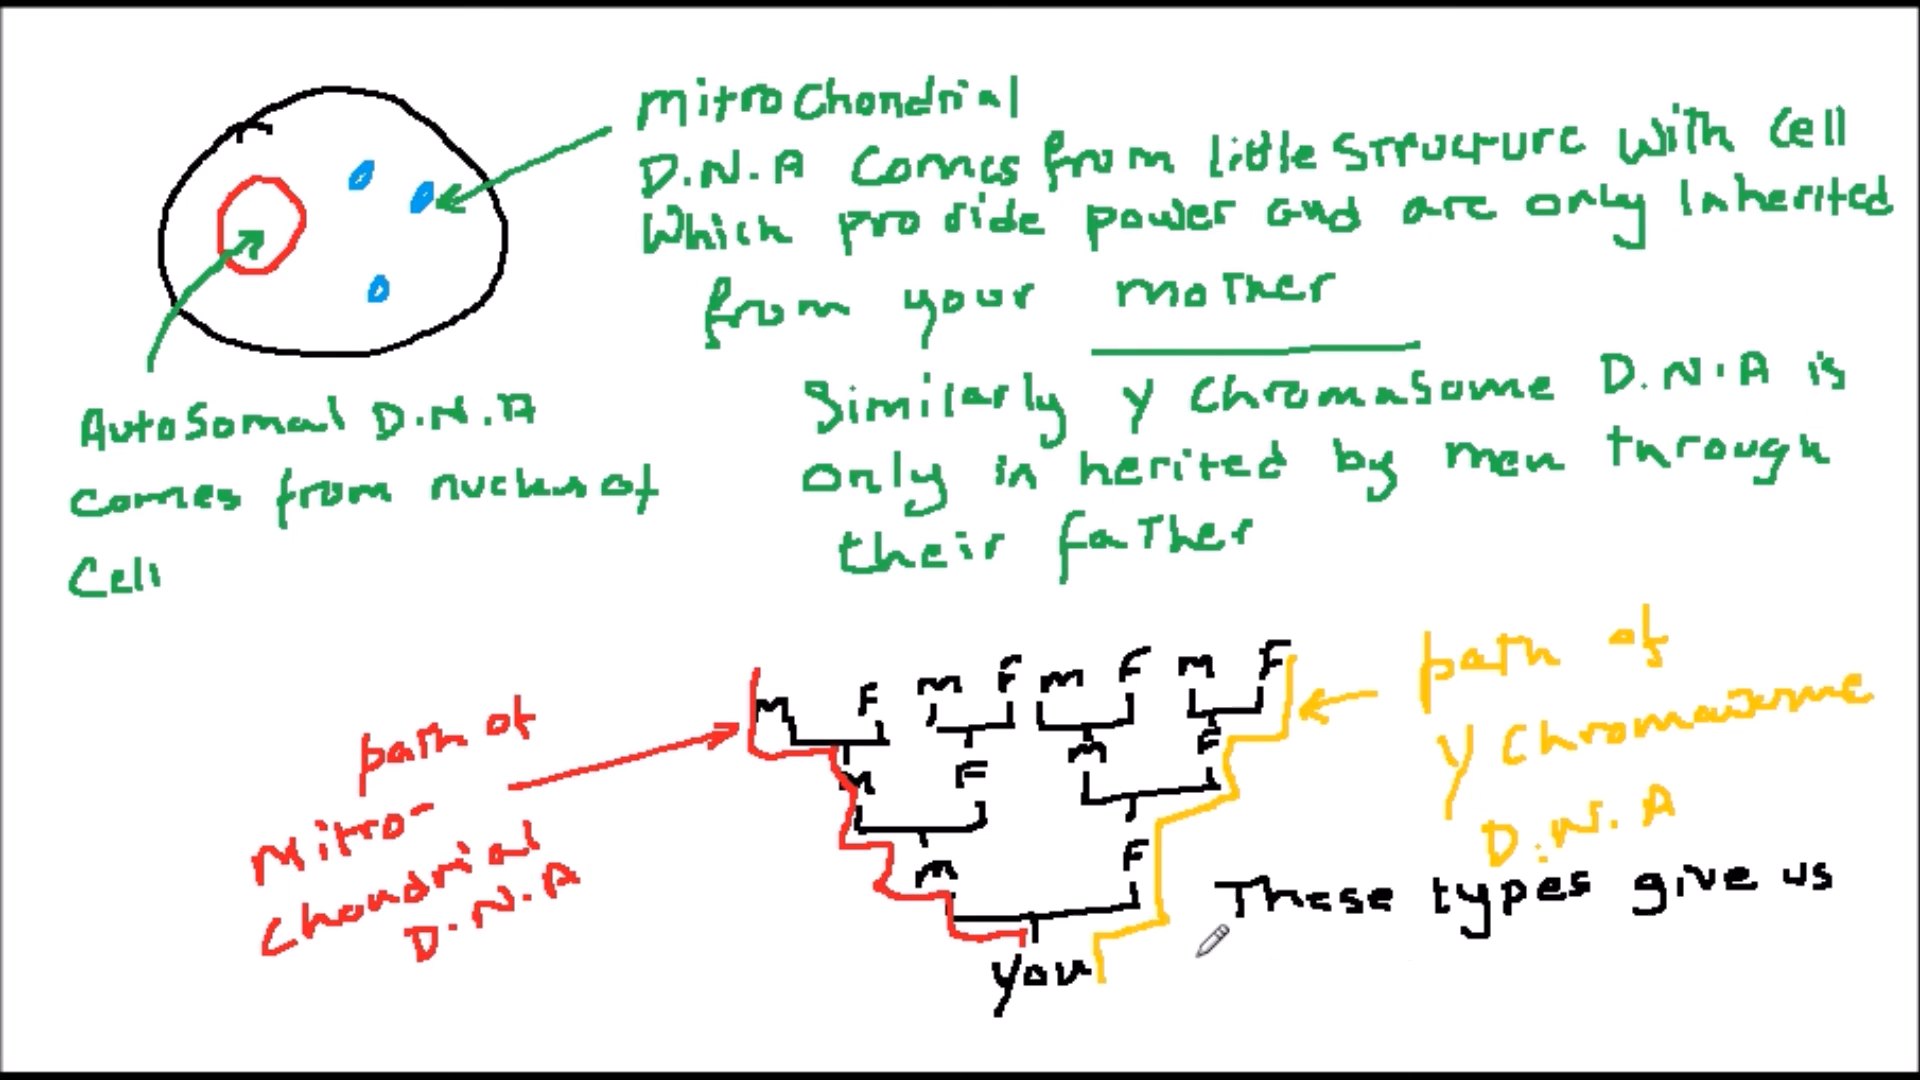 Mitrochondrial
D.N.A Comes from little structure with Cell
Which provide power and are only Inherited
from your mother
Autosomal D.N.A
comes from nucleus of
Cell
Similarly Y Chromasome D.N.A is
only inherited by men through
their father
path of
Mitro-
chondrial
D.N.A
M F M F M F M F
M F M F
M F
you
path of
Y Chromasome
D.N.A
These types give us